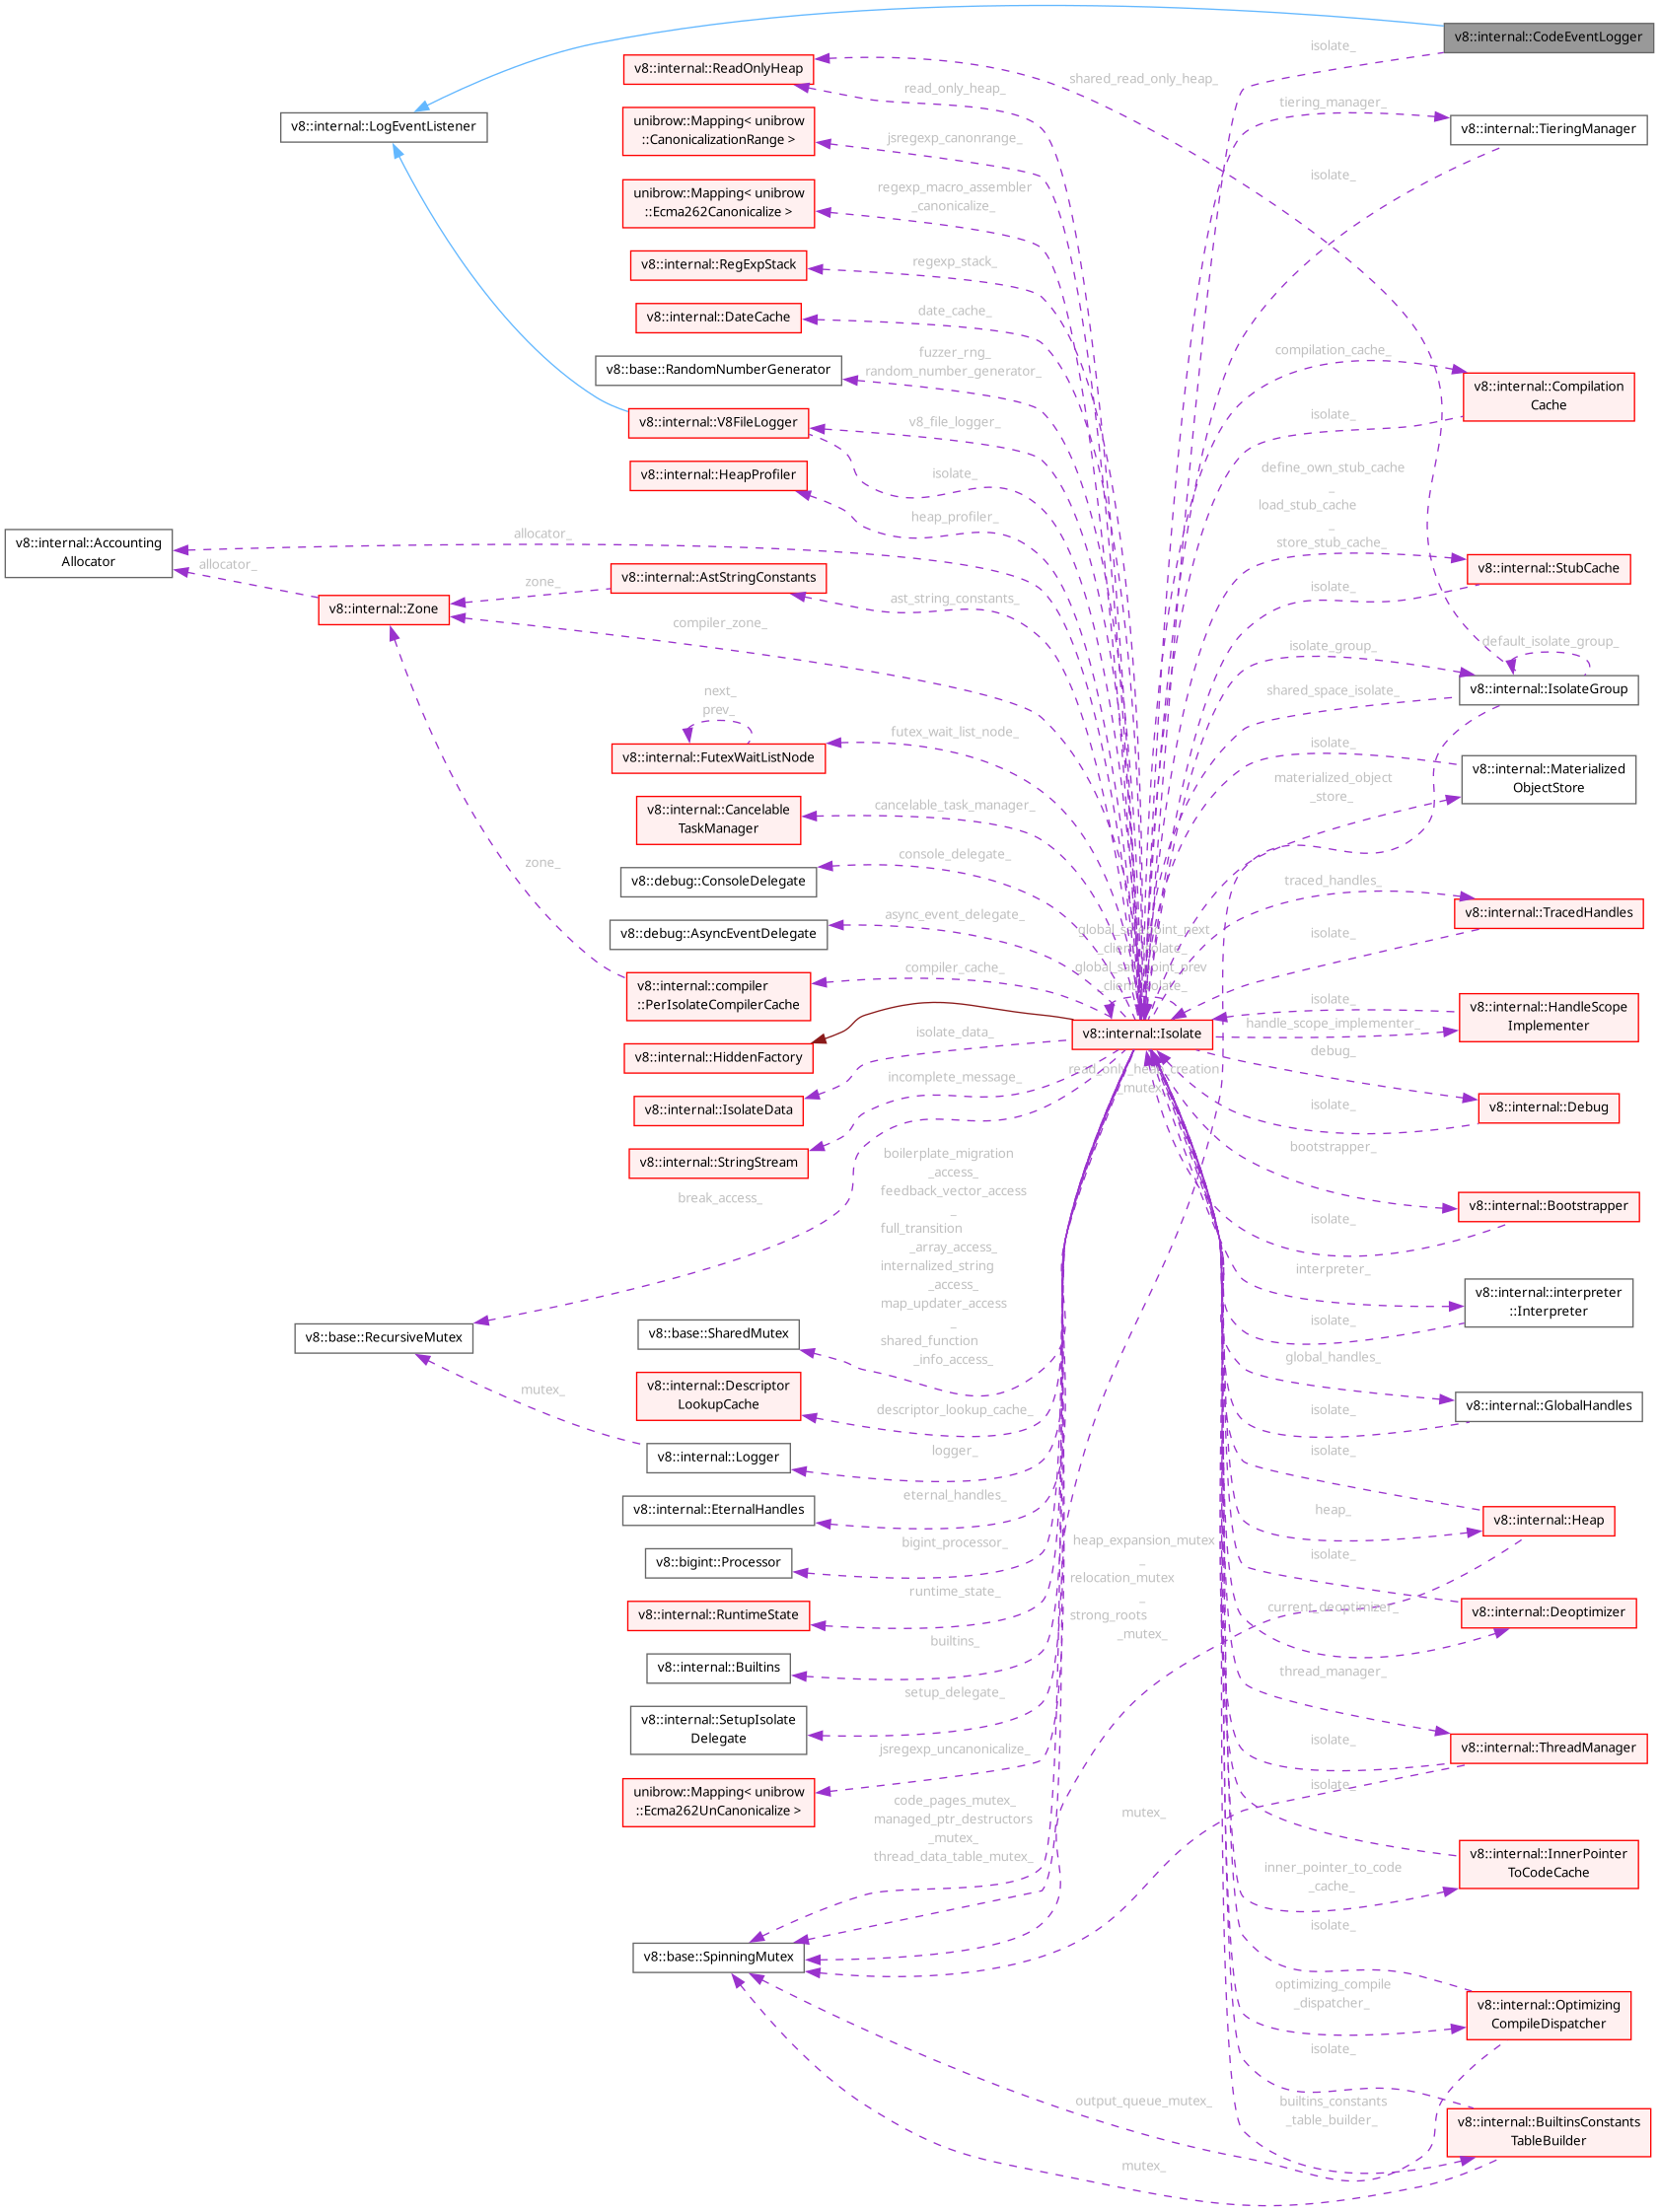 v8::internal::CodeEventLogger
isolate_
v8::internal::ReadOnlyHeap
shared_read_only_heap_
read_only_heap_
tiering_manager_
v8::internal::LogEventListener
unibrow::Mapping< unibrow
::CanonicalizationRange >
jsregexp_canonrange_
v8::internal::TieringManager
isolate_
unibrow::Mapping< unibrow
::Ecma262Canonicalize >
regexp_macro_assembler
_canonicalize_
v8::internal::RegExpStack
regexp_stack_
v8::internal::DateCache
date_cache_
v8::base::RandomNumberGenerator
fuzzer_rng_
random_number_generator_
compilation_cache_
v8::internal::Compilation
Cache
isolate_
v8::internal::V8FileLogger
v8_file_logger_
v8::internal::HeapProfiler
isolate_
heap_profiler_
define_own_stub_cache
_
load_stub_cache
_
store_stub_cache_
v8::internal::StubCache
isolate_
v8::internal::Accounting
Allocator
allocator_
allocator_
v8::internal::Zone
zone_
v8::internal::AstStringConstants
ast_string_constants_
compiler_zone_
isolate_group_
default_isolate_group_
v8::internal::IsolateGroup
shared_space_isolate_
next_
prev_
v8::internal::FutexWaitListNode
futex_wait_list_node_
isolate_
v8::internal::Materialized
ObjectStore
materialized_object
_store_
v8::internal::Cancelable
TaskManager
cancelable_task_manager_
zone_
v8::debug::ConsoleDelegate
console_delegate_
traced_handles_
v8::internal::TracedHandles
isolate_
v8::debug::AsyncEventDelegate
async_event_delegate_
global_safepoint_next
_client_isolate_
global_safepoint_prev
_client_isolate_
v8::internal::compiler
::PerIsolateCompilerCache
compiler_cache_
isolate_
v8::internal::HandleScope
Implementer
handle_scope_implementer_
v8::internal::Isolate
v8::internal::HiddenFactory
isolate_data_
debug_
read_only_heap_creation
_mutex_
v8::internal::IsolateData
incomplete_message_
v8::internal::Debug
isolate_
v8::internal::StringStream
bootstrapper_
break_access_
boilerplate_migration
_access_
feedback_vector_access
_
full_transition
_array_access_
internalized_string
_access_
map_updater_access
_
shared_function
_info_access_
v8::internal::Bootstrapper
isolate_
interpreter_
v8::internal::interpreter
::Interpreter
isolate_
v8::base::RecursiveMutex
v8::base::SharedMutex
global_handles_
mutex_
v8::internal::Descriptor
LookupCache
descriptor_lookup_cache_
v8::internal::GlobalHandles
isolate_
v8::internal::Logger
logger_
isolate_
v8::internal::EternalHandles
eternal_handles_
heap_
v8::internal::Heap
v8::bigint::Processor
bigint_processor_
heap_expansion_mutex
_
relocation_mutex
_
strong_roots
_mutex_
isolate_
v8::internal::RuntimeState
runtime_state_
current_deoptimizer_
v8::internal::Deoptimizer
v8::internal::Builtins
builtins_
thread_manager_
v8::internal::SetupIsolate
Delegate
setup_delegate_
isolate_
v8::internal::ThreadManager
unibrow::Mapping< unibrow
::Ecma262UnCanonicalize >
jsregexp_uncanonicalize_
isolate_
code_pages_mutex_
managed_ptr_destructors
_mutex_
thread_data_table_mutex_
mutex_
v8::internal::InnerPointer
ToCodeCache
inner_pointer_to_code
_cache_
isolate_
v8::base::SpinningMutex
optimizing_compile
_dispatcher_
v8::internal::Optimizing
CompileDispatcher
isolate_
output_queue_mutex_
builtins_constants
_table_builder_
v8::internal::BuiltinsConstants
TableBuilder
mutex_